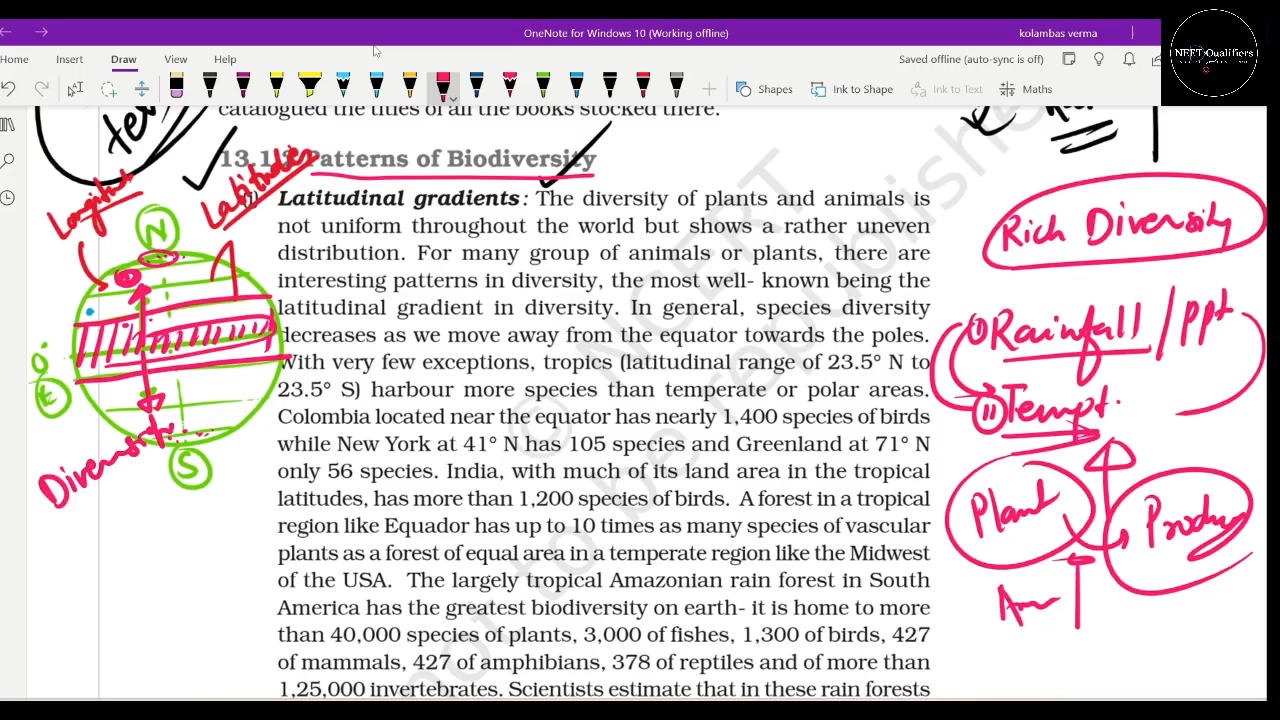 OneNote for Windows 10 (Working offline)
kolambas verma
NEET Qualifiers
Home Insert Draw View Help
Saved offline (auto-sync is off)
Shapes Ink to Shape Ink to Text Maths
catalogued the titles of all the books stocked there.
Patterns of Biodiversity
Latitudes
Latitudinal gradients : The diversity of plants and animals is
not uniform throughout the world but shows a rather uneven
distribution. For many group of animals or plants, there are
interesting patterns in diversity, the most well- known being the
latitudinal gradient in diversity. In general, species diversity
decreases as we move away from the equator towards the poles.
With very few exceptions, tropics (latitudinal range of 23.5° N to
23.5° S) harbour more species than temperate or polar areas.
Colombia located near the equator has nearly 1,400 species of birds
while New York at 41° N has 105 species and Greenland at 71° N
only 56 species. India, with much of its land area in the tropical
latitudes, has more than 1,200 species of birds. A forest in a tropical
region like Equador has up to 10 times as many species of vascular
plants as a forest of equal area in a temperate region like the Midwest
of the USA. The largely tropical Amazonian rain forest in South
America has the greatest biodiversity on earth- it is home to more
than 40,000 species of plants, 3,000 of fishes, 1,300 of birds, 427
of mammals, 427 of amphibians, 378 of reptiles and of more than
1,25,000 invertebrates. Scientists estimate that in these rain forests
N
0°
E
S
Rich Diversity
(i) Rainfall / ppt
(ii) Tempt.
Plant
© NCERT
not to be republished